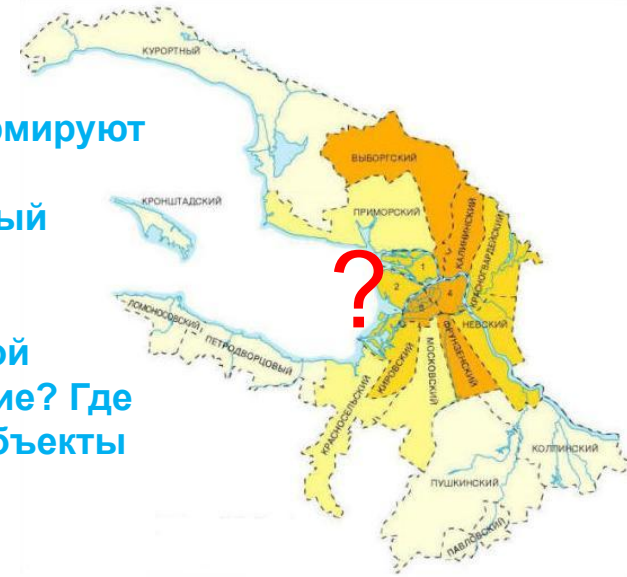 КУРОРТНЫЙ
рмируют
ВЫБОРГСКИЙ
КРОНШТАДСКИЙ
ПРИМОРСКИЙ
ый
КАЛИНИНСКИЙ
КРАСНОГВАРДЕЙСКИЙ
?
1
2
4
ЛОМОНОСОВСКИЙ
ПЕТРОДВОРЦОВЫЙ
НЕВСКИЙ
ой
КРАСНОСЕЛЬСКИЙ
КИРОВСКИЙ
МОСКОВСКИЙ
ФРУНЗЕНСКИЙ
ие? Где
бъекты
КОЛПИНСКИЙ
ПУШКИНСКИЙ
ПАВЛОВСКИЙ